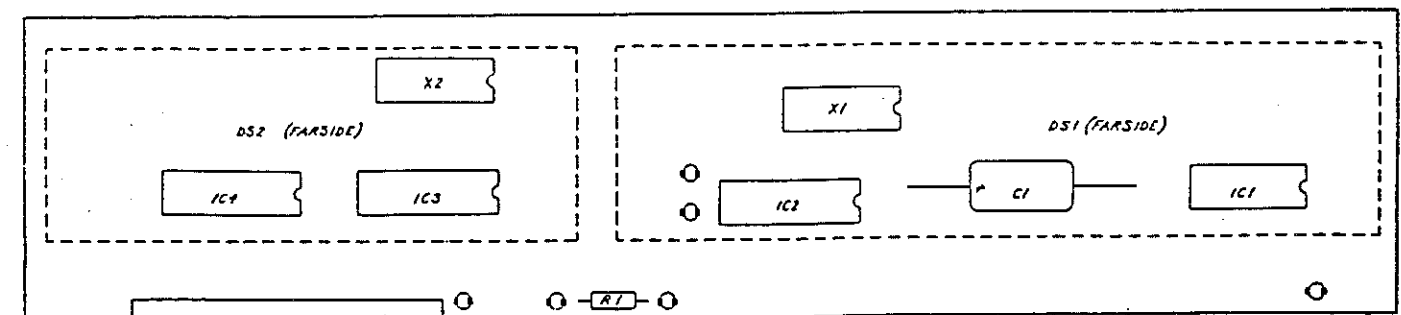 X2
X1
DS2 (FARSIDE)
DS1 (FARSIDE)
IC4
IC3
IC2
C1
IC1
R1